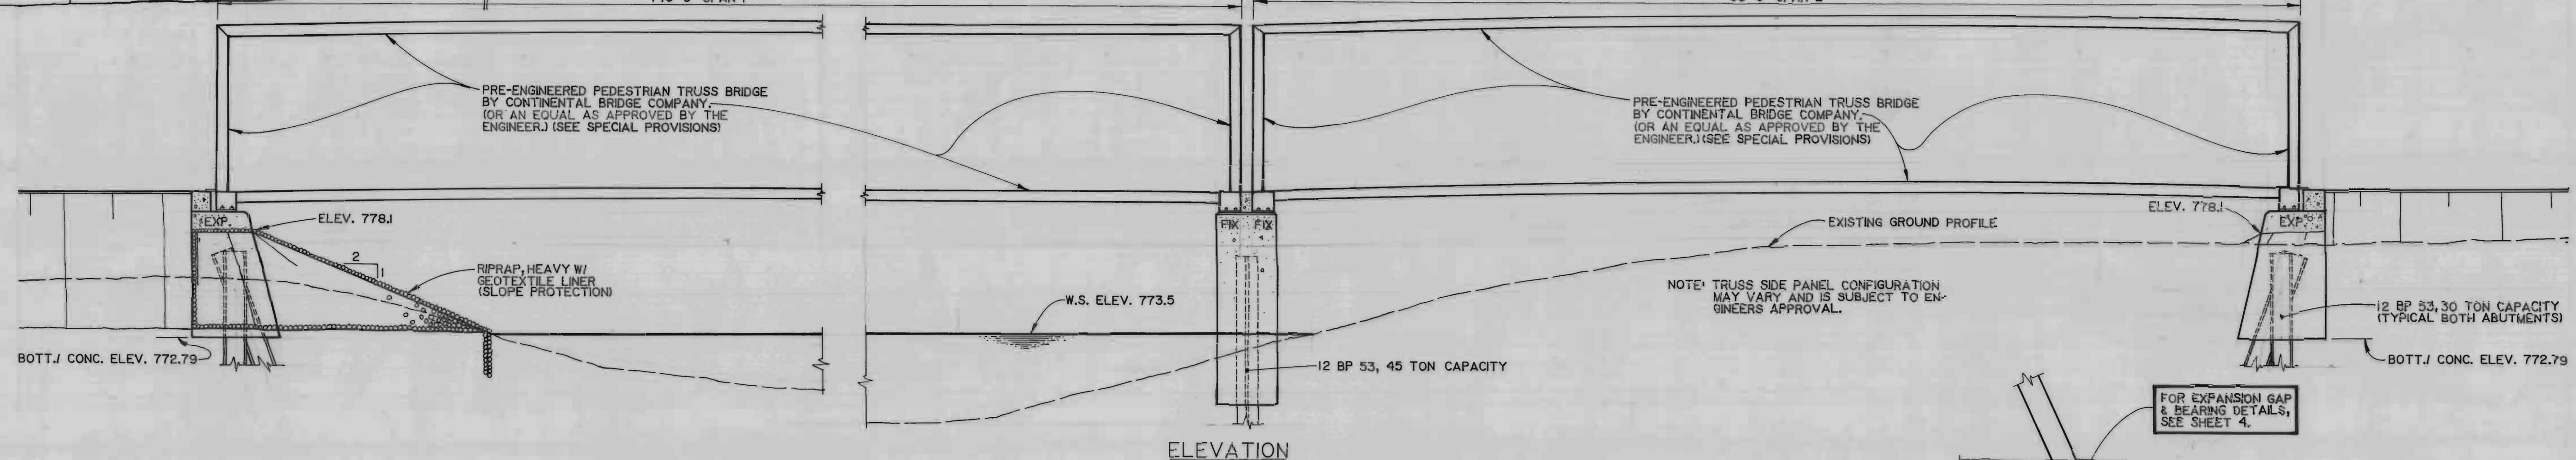 PRE-ENGINEERED PEDESTRIAN TRUSS BRIDGE
BY CONTINENTAL BRIDGE COMPANY.
(OR AN EQUAL AS APPROVED BY THE
ENGINEER.) (SEE SPECIAL PROVISIONS)
PRE-ENGINEERED PEDESTRIAN TRUSS BRIDGE
BY CONTINENTAL BRIDGE COMPANY.
(OR AN EQUAL AS APPROVED BY THE
ENGINEER.) (SEE SPECIAL PROVISIONS)
EXP.
ELEV. 778.1
2
1
RIPRAP, HEAVY W/
GEOTEXTILE LINER
(SLOPE PROTECTION)
BOTT./ CONC. ELEV. 772.79
W.S. ELEV. 773.5
FIX FIX
12 BP 53, 45 TON CAPACITY
EXISTING GROUND PROFILE
NOTE: TRUSS SIDE PANEL CONFIGURATION
MAY VARY AND IS SUBJECT TO EN-
GINEERS APPROVAL.
ELEV. 778.1
EXP.
12 BP 53, 30 TON CAPACITY
(TYPICAL BOTH ABUTMENTS)
BOTT./ CONC. ELEV. 772.79
FOR EXPANSION GAP
& BEARING DETAILS,
SEE SHEET 4.
ELEVATION